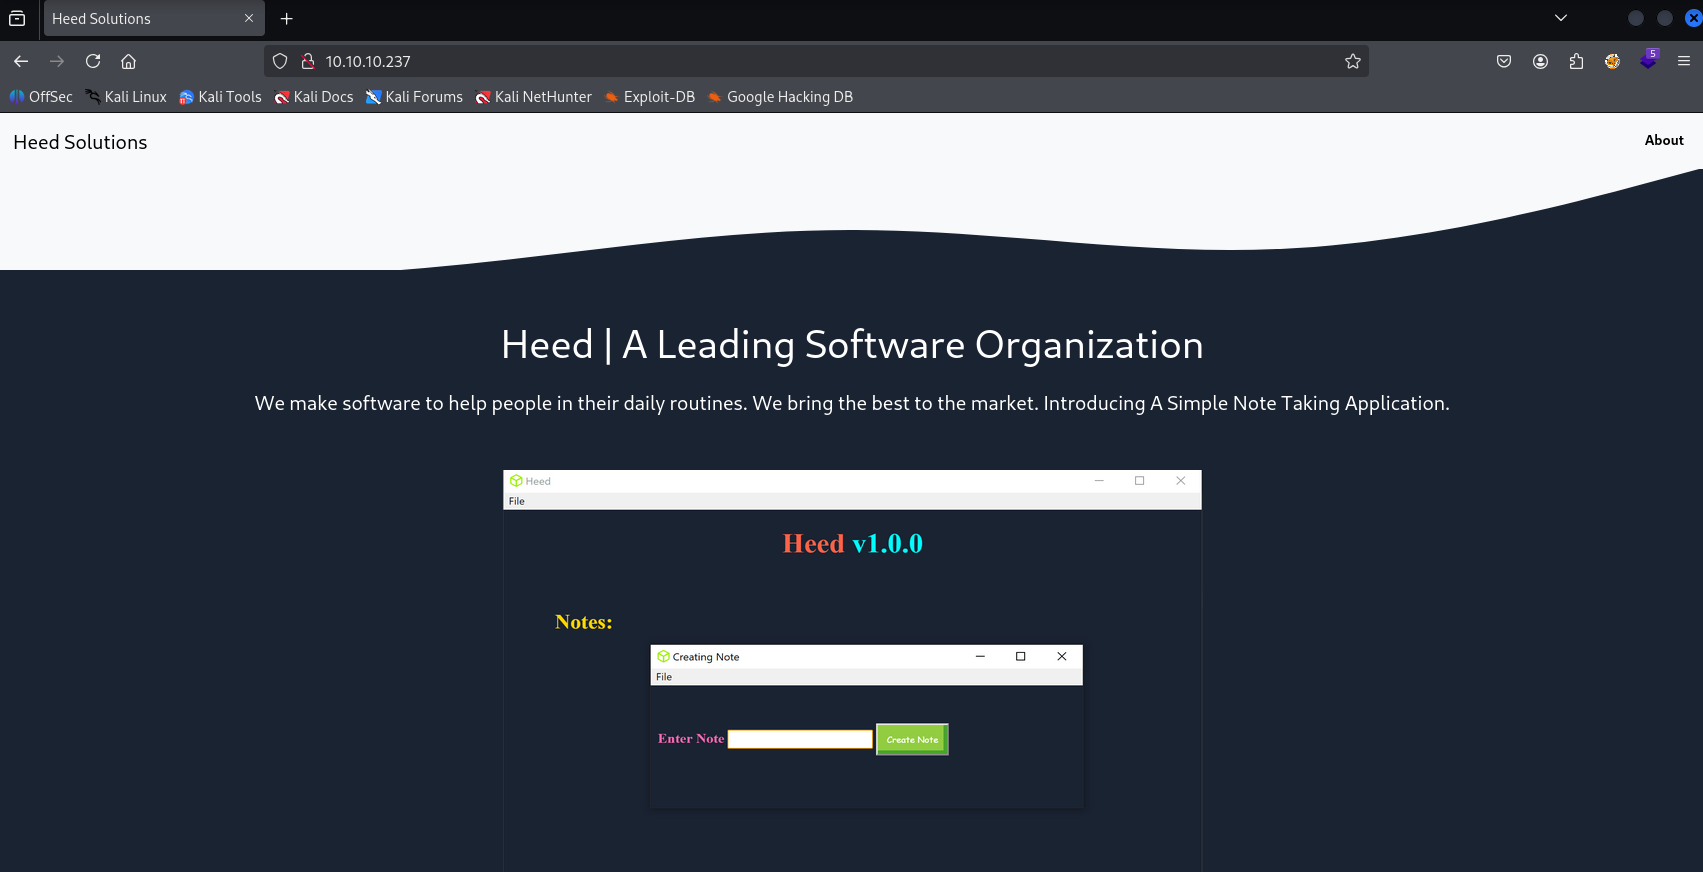 Heed Solutions
10.10.10.237
5
OffSec Kali Linux Kali Tools Kali Docs Kali Forums Kali NetHunter Exploit-DB Google Hacking DB
Heed Solutions
About
Heed | A Leading Software Organization
We make software to help people in their daily routines. We bring the best to the market. Introducing A Simple Note Taking Application.
Heed
File
Heed v1.0.0
Notes:
Creating Note
File
Enter Note Create Note